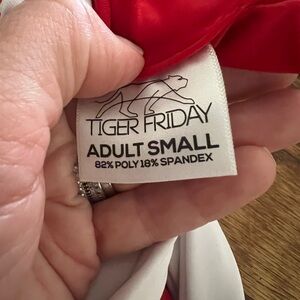 TIGER FRIDAY
ADULT SMALL
82% POLY 18% SPANDEX